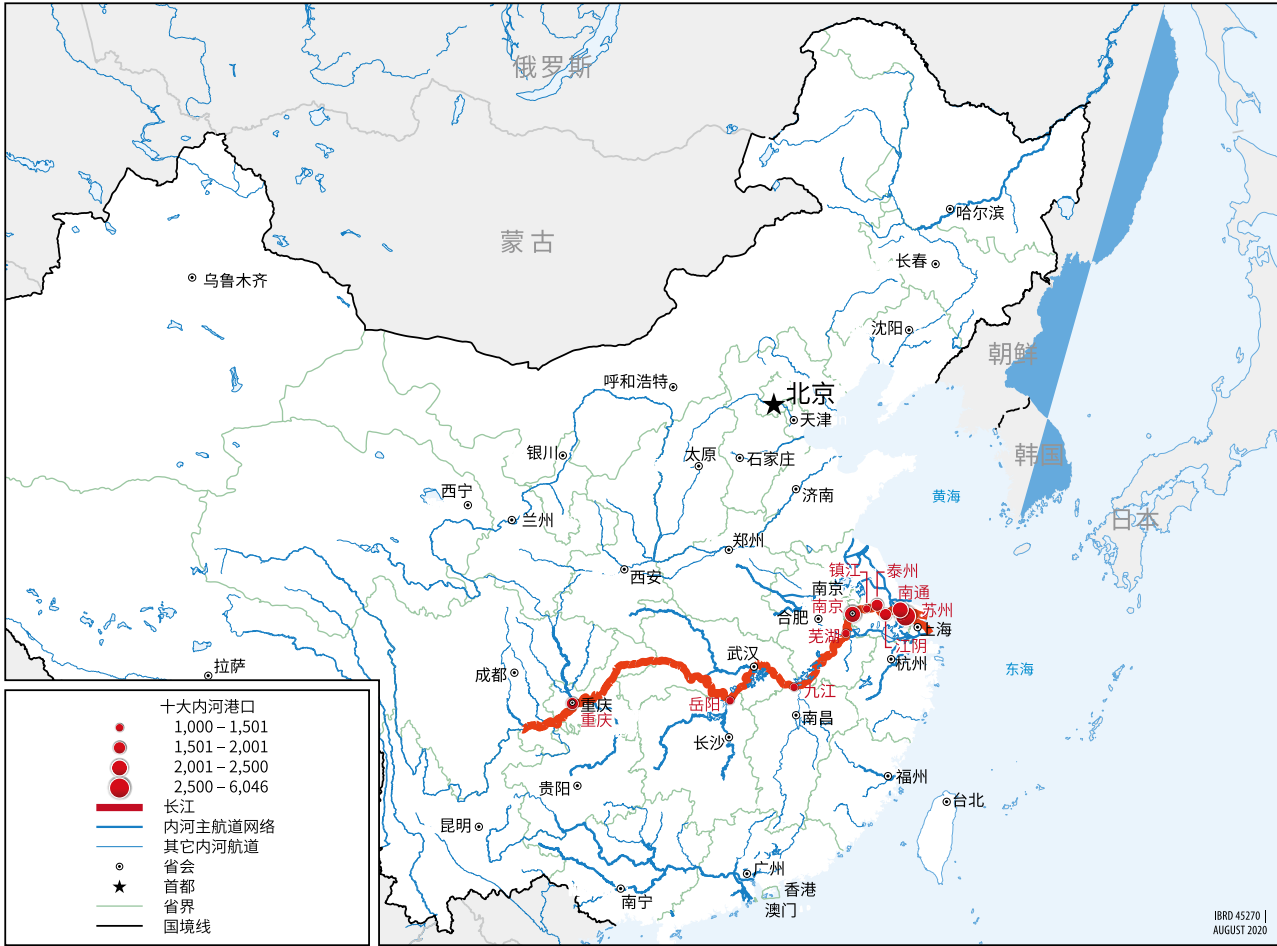 俄罗斯
哈尔滨
蒙古
长春
乌鲁木齐
沈阳
朝鲜
呼和浩特
北京
天津
韩国
银川
太原
石家庄
西宁
济南
黄海
兰州
日本
郑州
西安
镇江
泰州
南京
南通
南京
苏州
合肥
上海
芜湖
江阴
武汉
杭州
拉萨
东海
成都
九江
重庆
岳阳
重庆
南昌
长沙
福州
贵阳
台北
昆明
广州
南宁
香港
澳门
十大内河港口
1,000 – 1,501
1,501 – 2,001
2,001 – 2,500
2,500 – 6,046
长江
内河主航道网络
其它内河航道
省会
首都
省界
国境线
IBRD 45270 |
AUGUST 2020